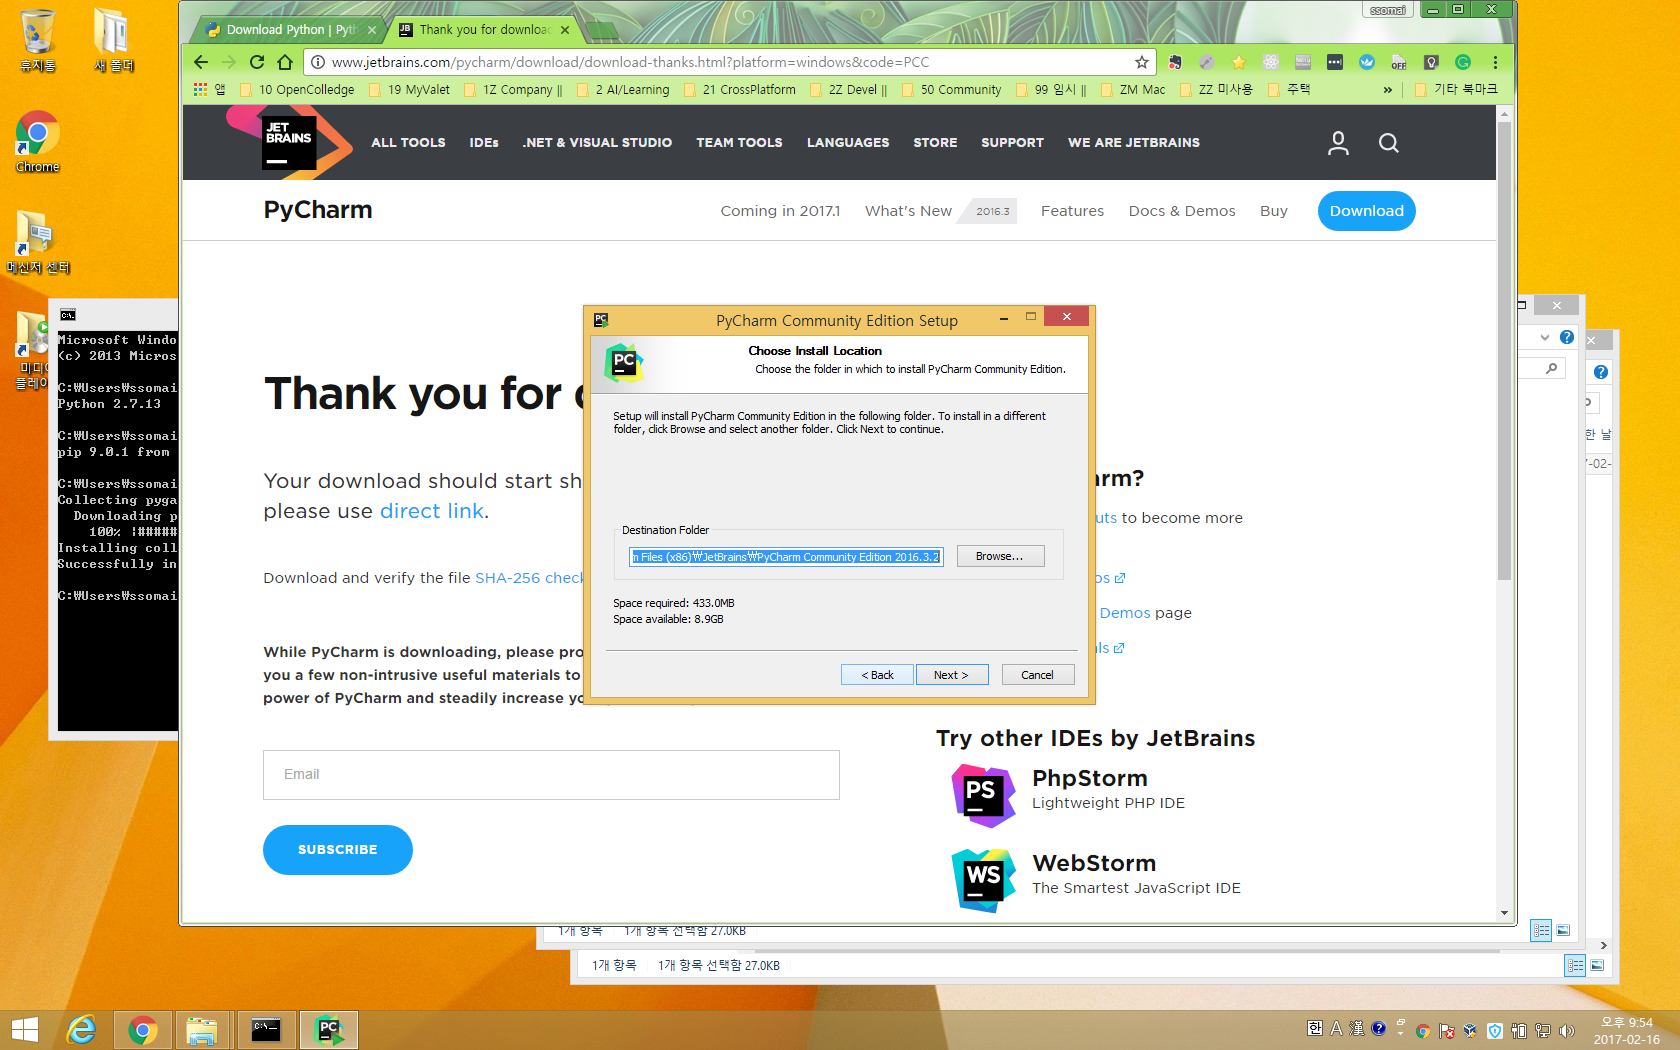 휴지통
새 폴더
Chrome
메신저 센터
미디어
플레이
ssomai
Download Python | Pyth
Thank you for downloa
www.jetbrains.com/pycharm/download/download-thanks.html?platform=windows&code=PCC
앱
10 OpenColledge
19 MyValet
1Z Company ||
2 AI/Learning
21 CrossPlatform
2Z Devel ||
50 Community
99 임시 ||
ZM Mac
ZZ 미사용
주택
»
기타 북마크
JET
BRAINS
ALL TOOLS
IDEs
.NET & VISUAL STUDIO
TEAM TOOLS
LANGUAGES
STORE
SUPPORT
WE ARE JETBRAINS
PyCharm
Coming in 2017.1
What's New
2016.3
Features
Docs & Demos
Buy
Download
Microsoft Windo
(c) 2013 Micros
C:₩Users₩ssomai
Python 2.7.13
C:₩Users₩ssomai
pip 9.0.1 from
C:₩Users₩ssomai
Collecting pyga
Downloading p
100% |#####
Installing coll
Successfully in
C:₩Users₩ssomai
Thank you for d
Your download should start sh
please use direct link.
Download and verify the file SHA-256 check
While PyCharm is downloading, please pro
you a few non-intrusive useful materials to
power of PyCharm and steadily increase yo
Email
SUBSCRIBE
PyCharm Community Edition Setup
PC
Choose Install Location
Choose the folder in which to install PyCharm Community Edition.
Setup will install PyCharm Community Edition in the following folder. To install in a different
folder, click Browse and select another folder. Click Next to continue.
Destination Folder
m Files (x86)₩JetBrains₩PyCharm Community Edition 2016.3.2
Browse...
Space required: 433.0MB
Space available: 8.9GB
< Back
Next >
Cancel
arm?
uts to become more
os
Demos page
ls
Try other IDEs by JetBrains
PS
PhpStorm
Lightweight PHP IDE
WS
WebStorm
The Smartest JavaScript IDE
한 날
7-02-
1개 항목
1개 항목 선택함 27.0KB
1개 항목
1개 항목 선택함 27.0KB
한 A 漢
오후 9:54
2017-02-16